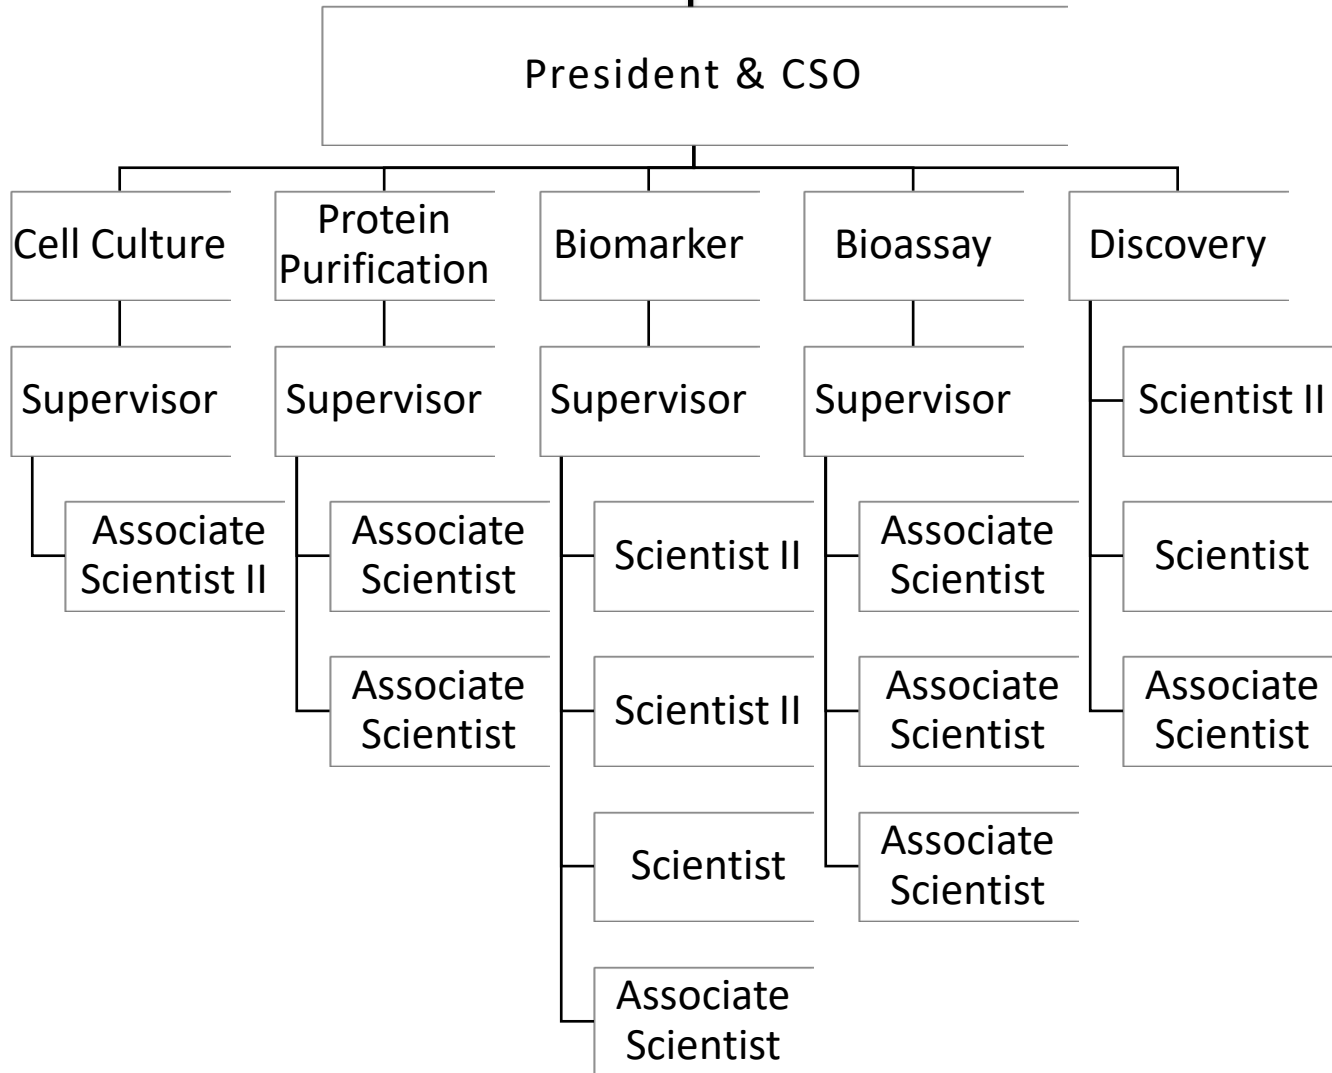 President & CSO
Cell Culture
Protein
Purification
Biomarker
Bioassay
Discovery
Supervisor
Supervisor
Supervisor
Supervisor
Scientist II
Associate
Scientist II
Associate
Scientist
Scientist II
Associate
Scientist
Scientist
Associate
Scientist
Scientist II
Associate
Scientist
Associate
Scientist
Scientist
Associate
Scientist
Associate
Scientist